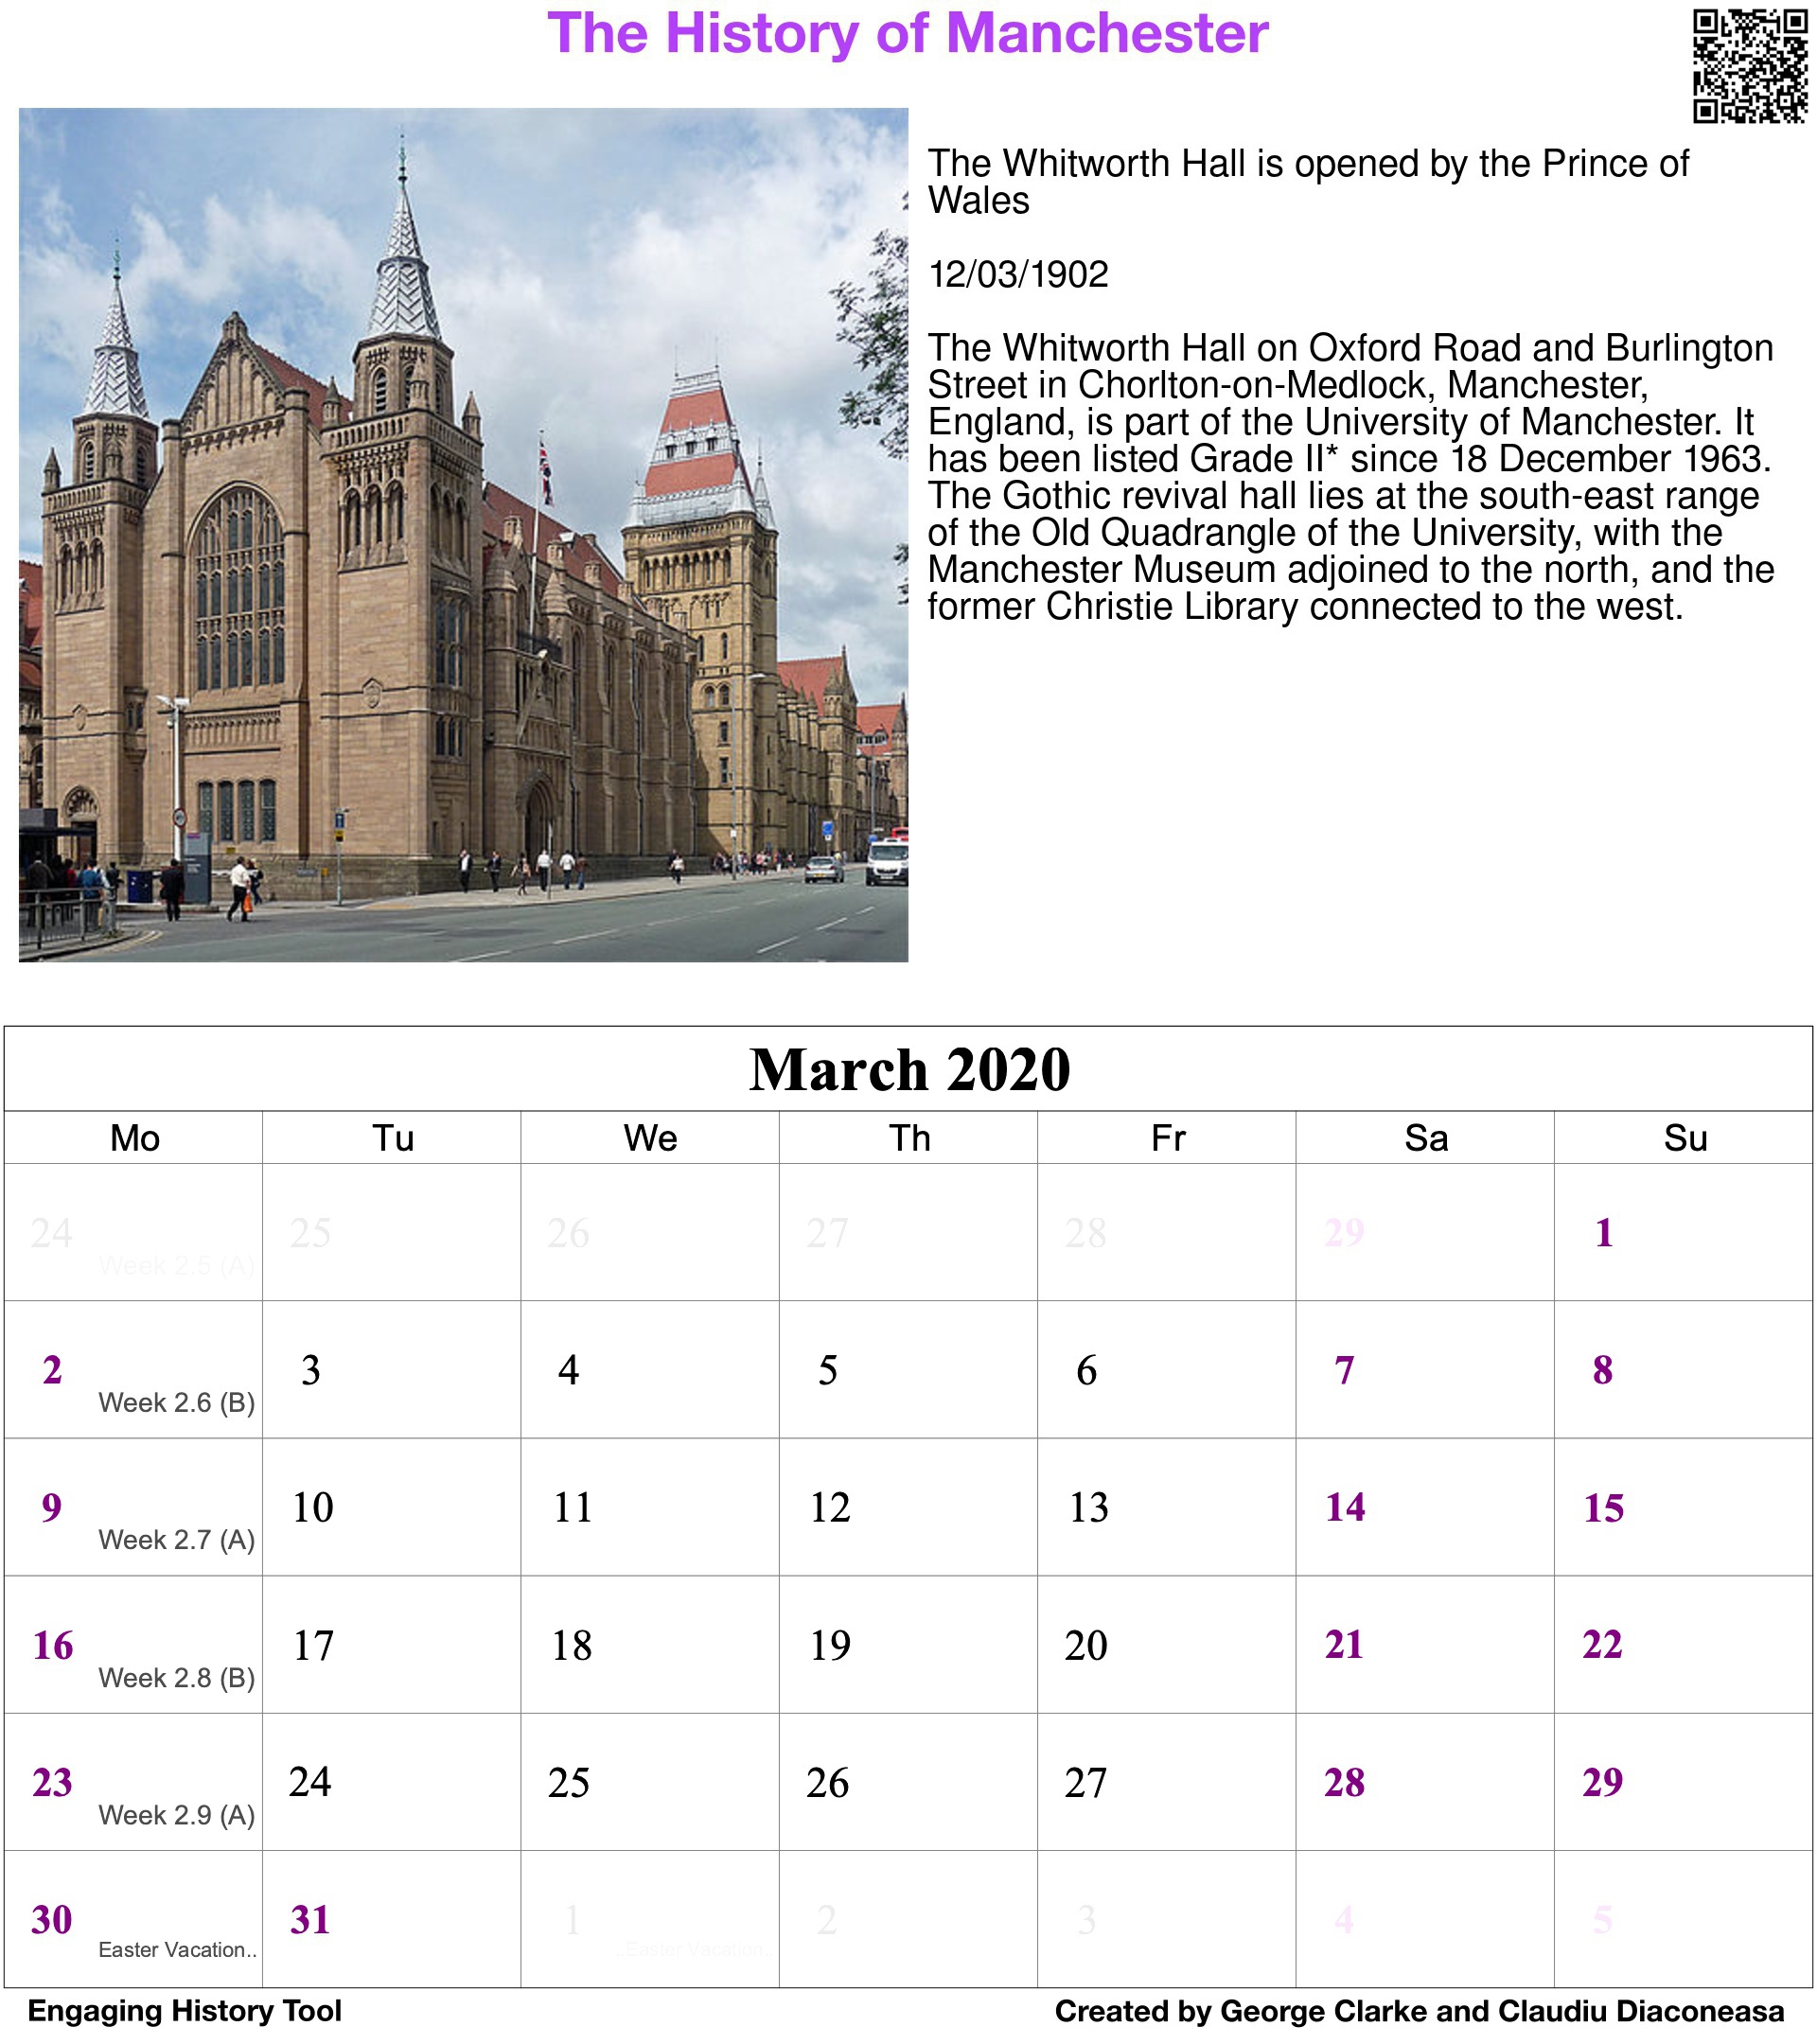 The History of Manchester
The Whitworth Hall is opened by the Prince of
Wales
12/03/1902
The Whitworth Hall on Oxford Road and Burlington
Street in Chorlton-on-Medlock, Manchester,
England, is part of the University of Manchester. It
has been listed Grade II* since 18 December 1963.
The Gothic revival hall lies at the south-east range
of the Old Quadrangle of the University, with the
Manchester Museum adjoined to the north, and the
former Christie Library connected to the west.
March 2020
Mo Tu We Th Fr Sa Su
24 25 26 27 28 29 1
Week 2.5 (A)
2 3 4 5 6 7 8
Week 2.6 (B)
9 10 11 12 13 14 15
Week 2.7 (A)
16 17 18 19 20 21 22
Week 2.8 (B)
23 24 25 26 27 28 29
Week 2.9 (A)
30 31 1 2 3 4 5
Easter Vacation.. ..Easter Vacation..
Engaging History Tool Created by George Clarke and Claudiu Diaconeasa